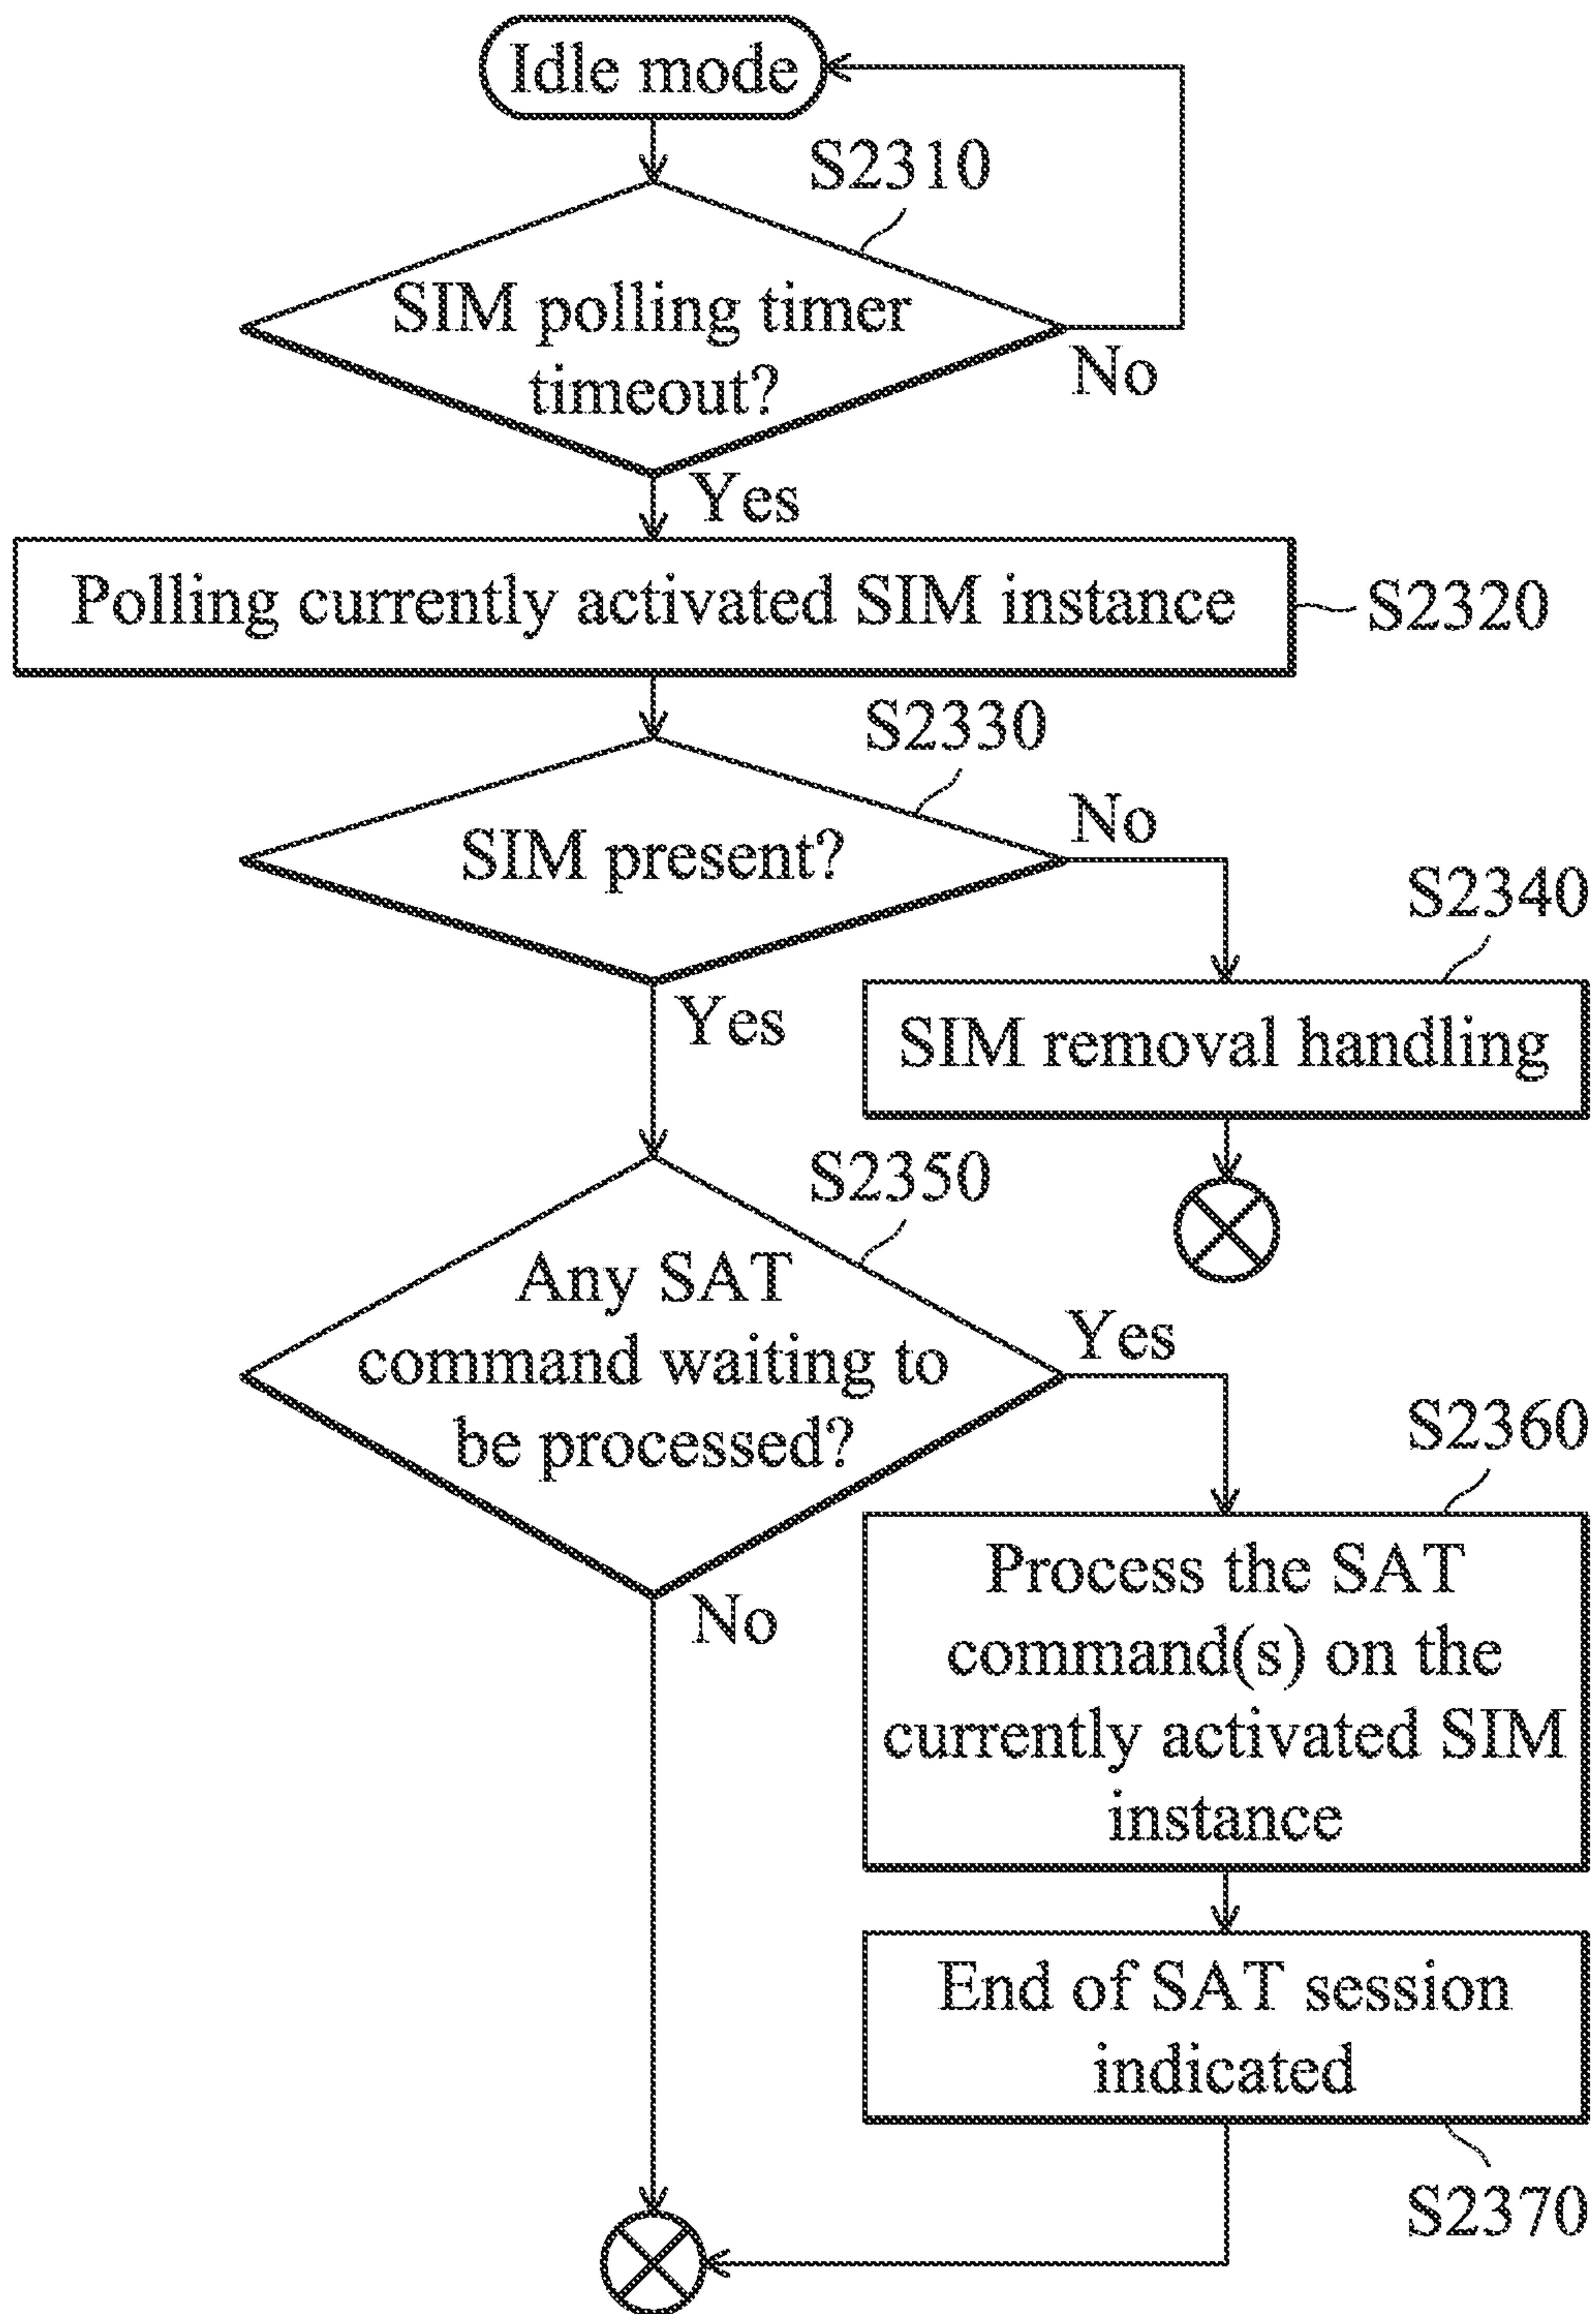 Idle mode
S2310
SIM polling timer
timeout?
No
Yes
Polling currently activated SIM instance
S2320
S2330
No
SIM present?
S2340
Yes
SIM removal handling
S2350
Any SAT
command waiting to
be processed?
Yes
S2360
No
Process the SAT
command(s) on the
currently activated SIM
instance
End of SAT session
indicated
S2370